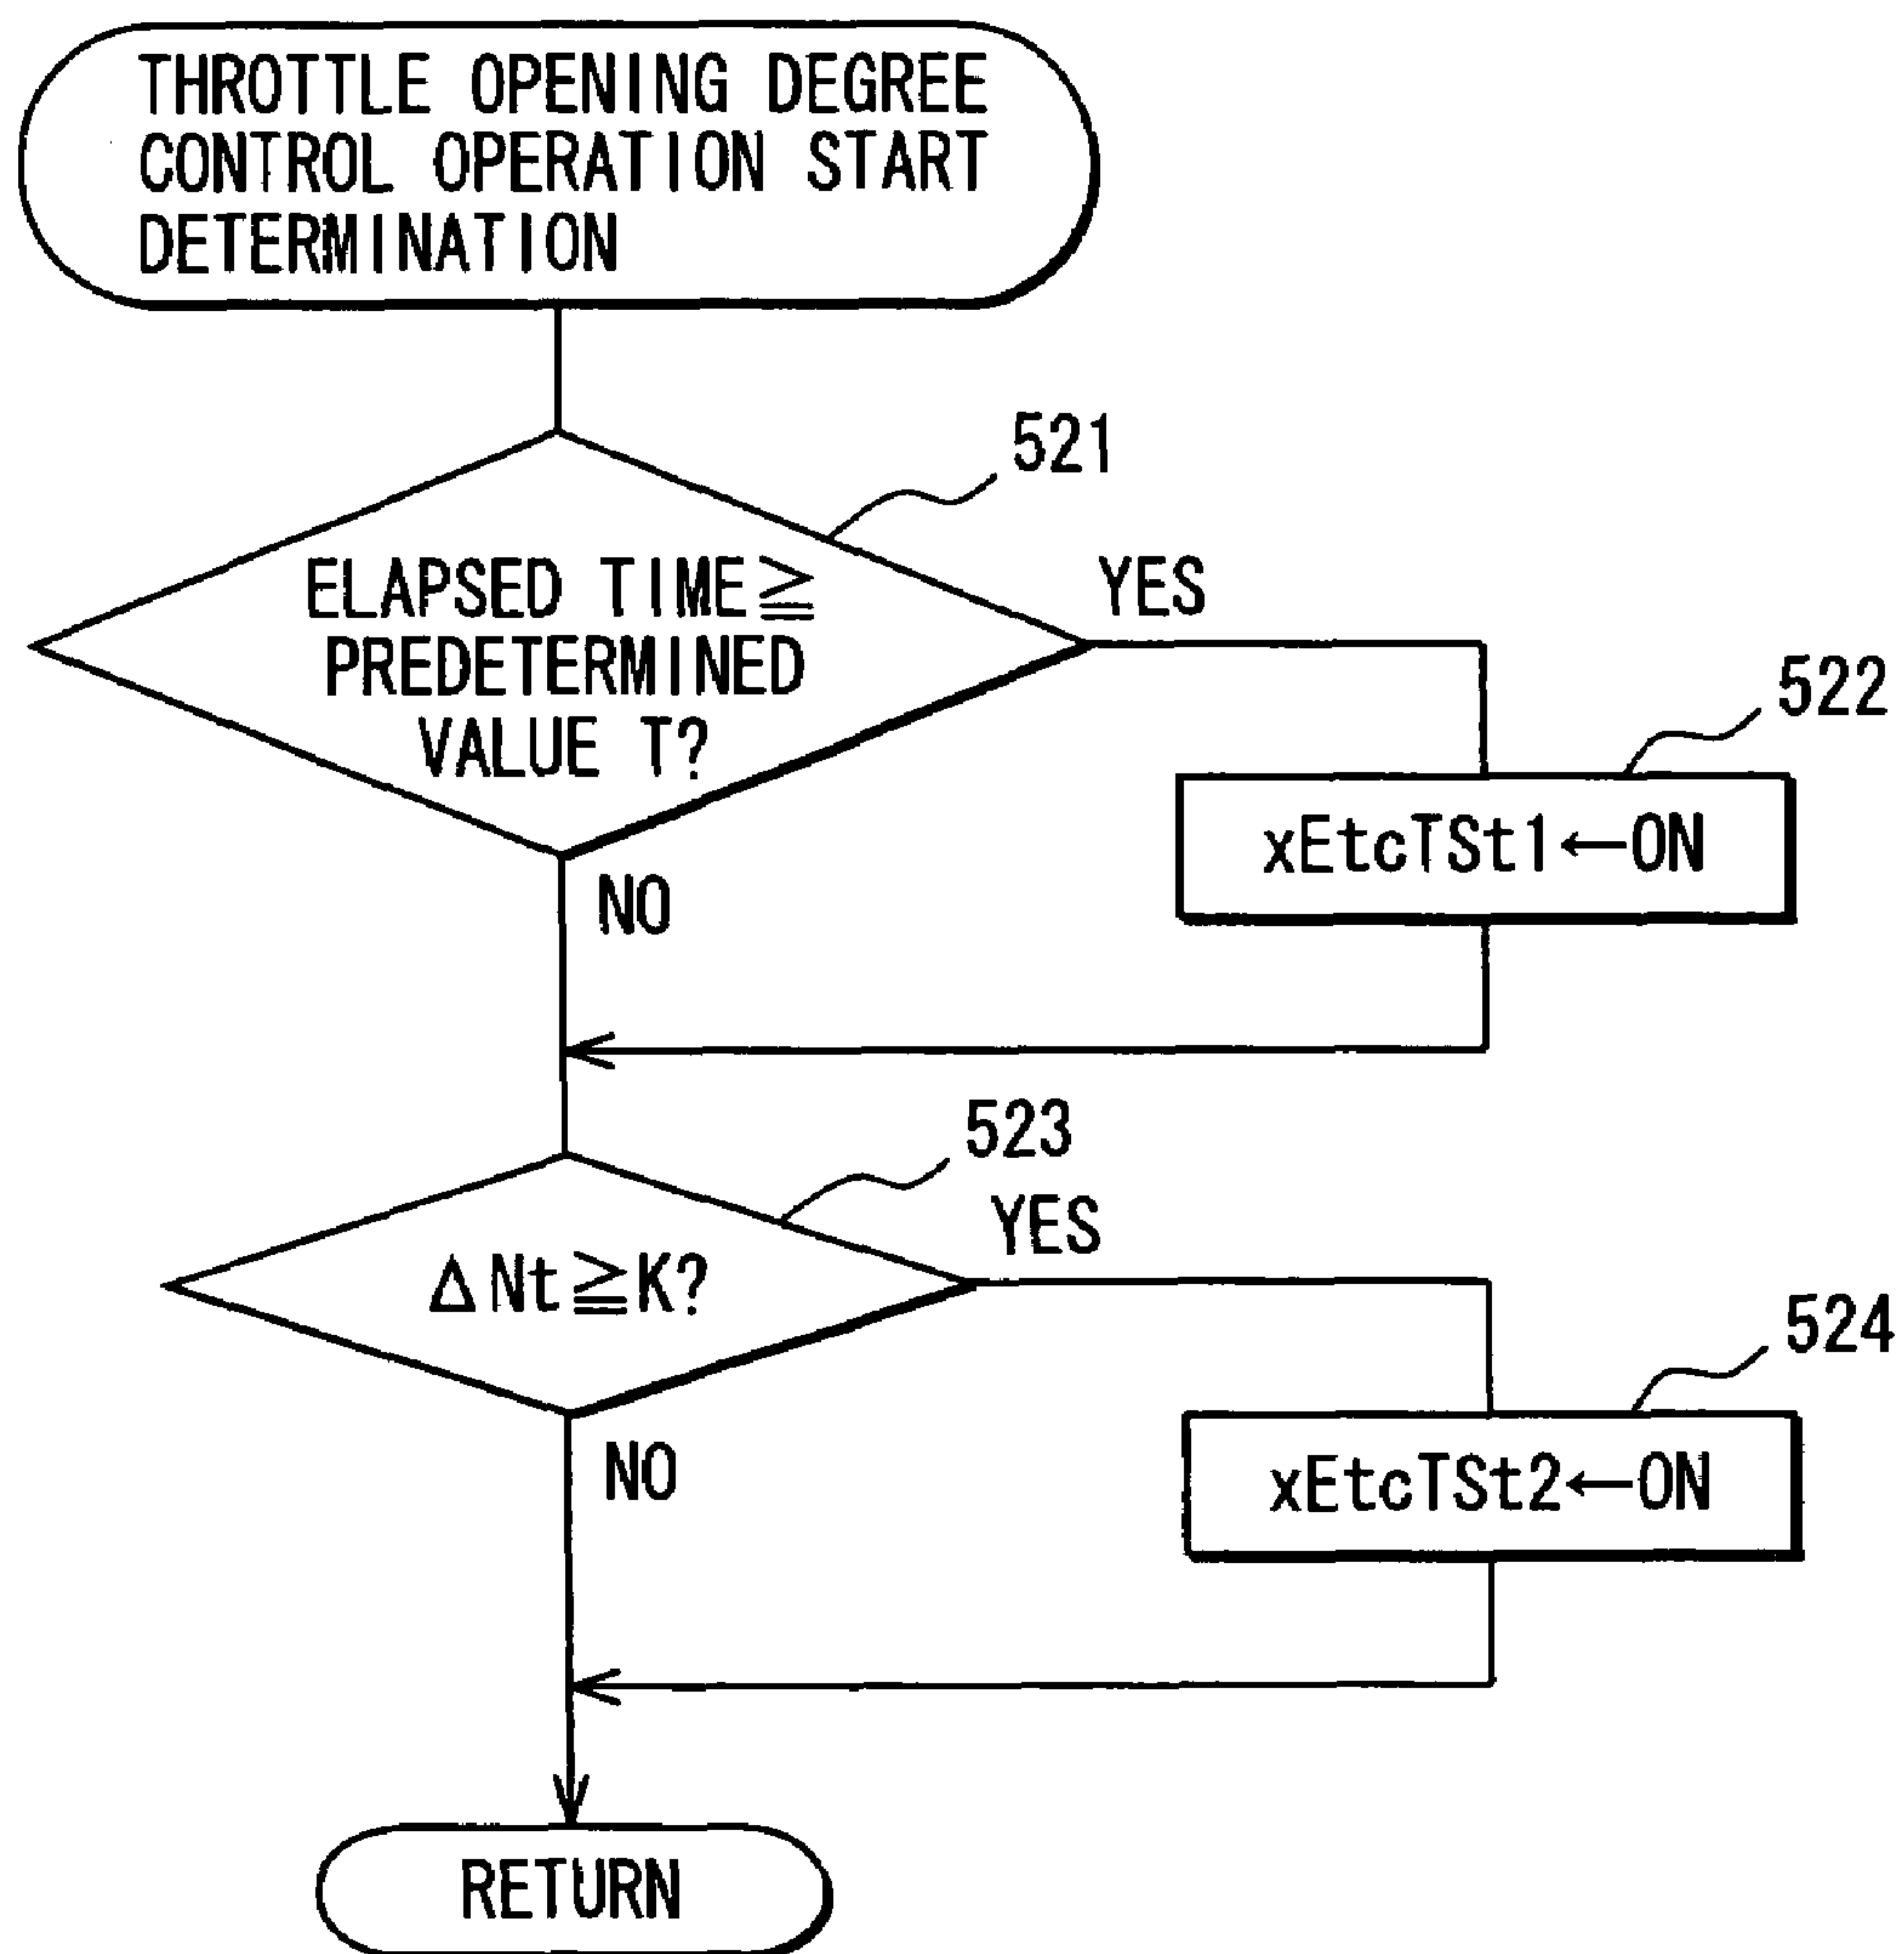 THROTTLE OPENING DEGREE
CONTROL OPERATION START
DETERMINATION
521
ELAPSED TIME≧
PREDETERMINED
VALUE T?
YES
522
xEtcTSt1←ON
NO
523
ΔNt≧K?
YES
524
xEtcTSt2←ON
NO
RETURN